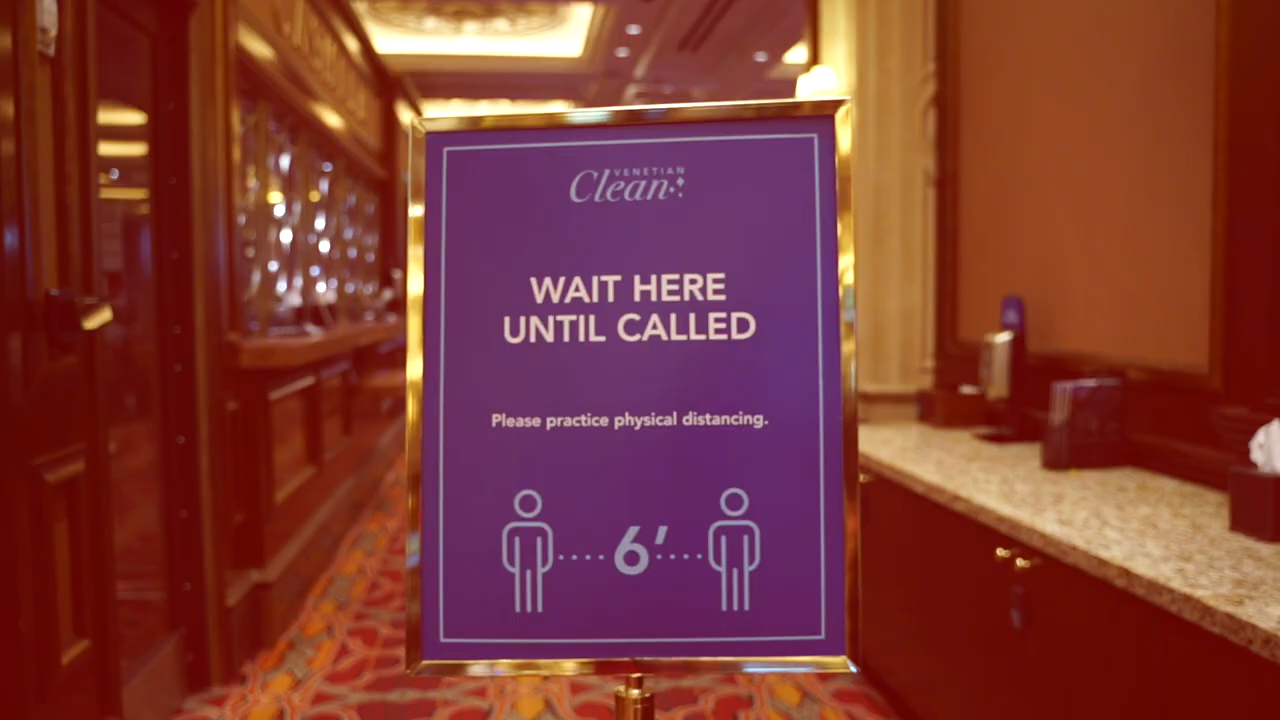 VENETIAN
Clean
WAIT HERE
UNTIL CALLED
Please practice physical distancing.
6'